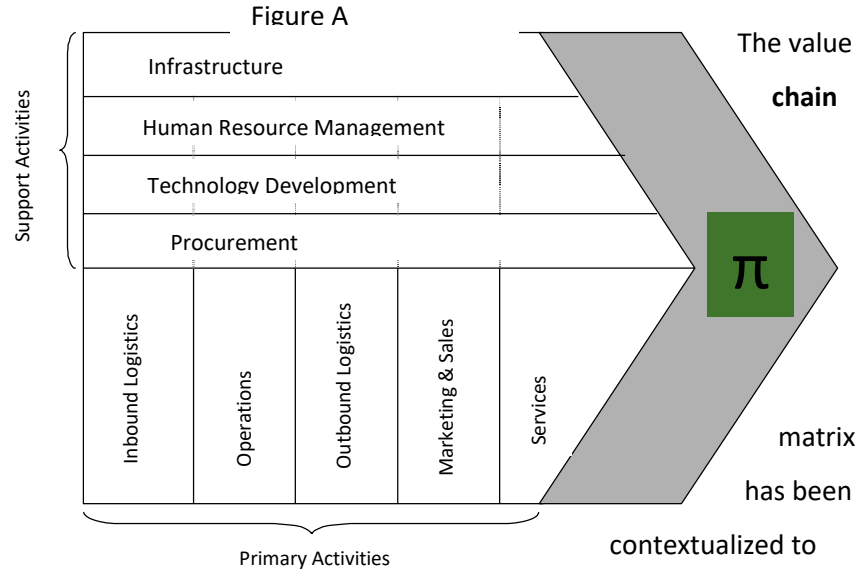 Figure A
The value
chain
Infrastructure
Human Resource Management
Technology Development
Procurement
Support Activities
π
Inbound Logistics
Operations
Outbound Logistics
Marketing & Sales
Services
Primary Activities
matrix
has been
contextualized to